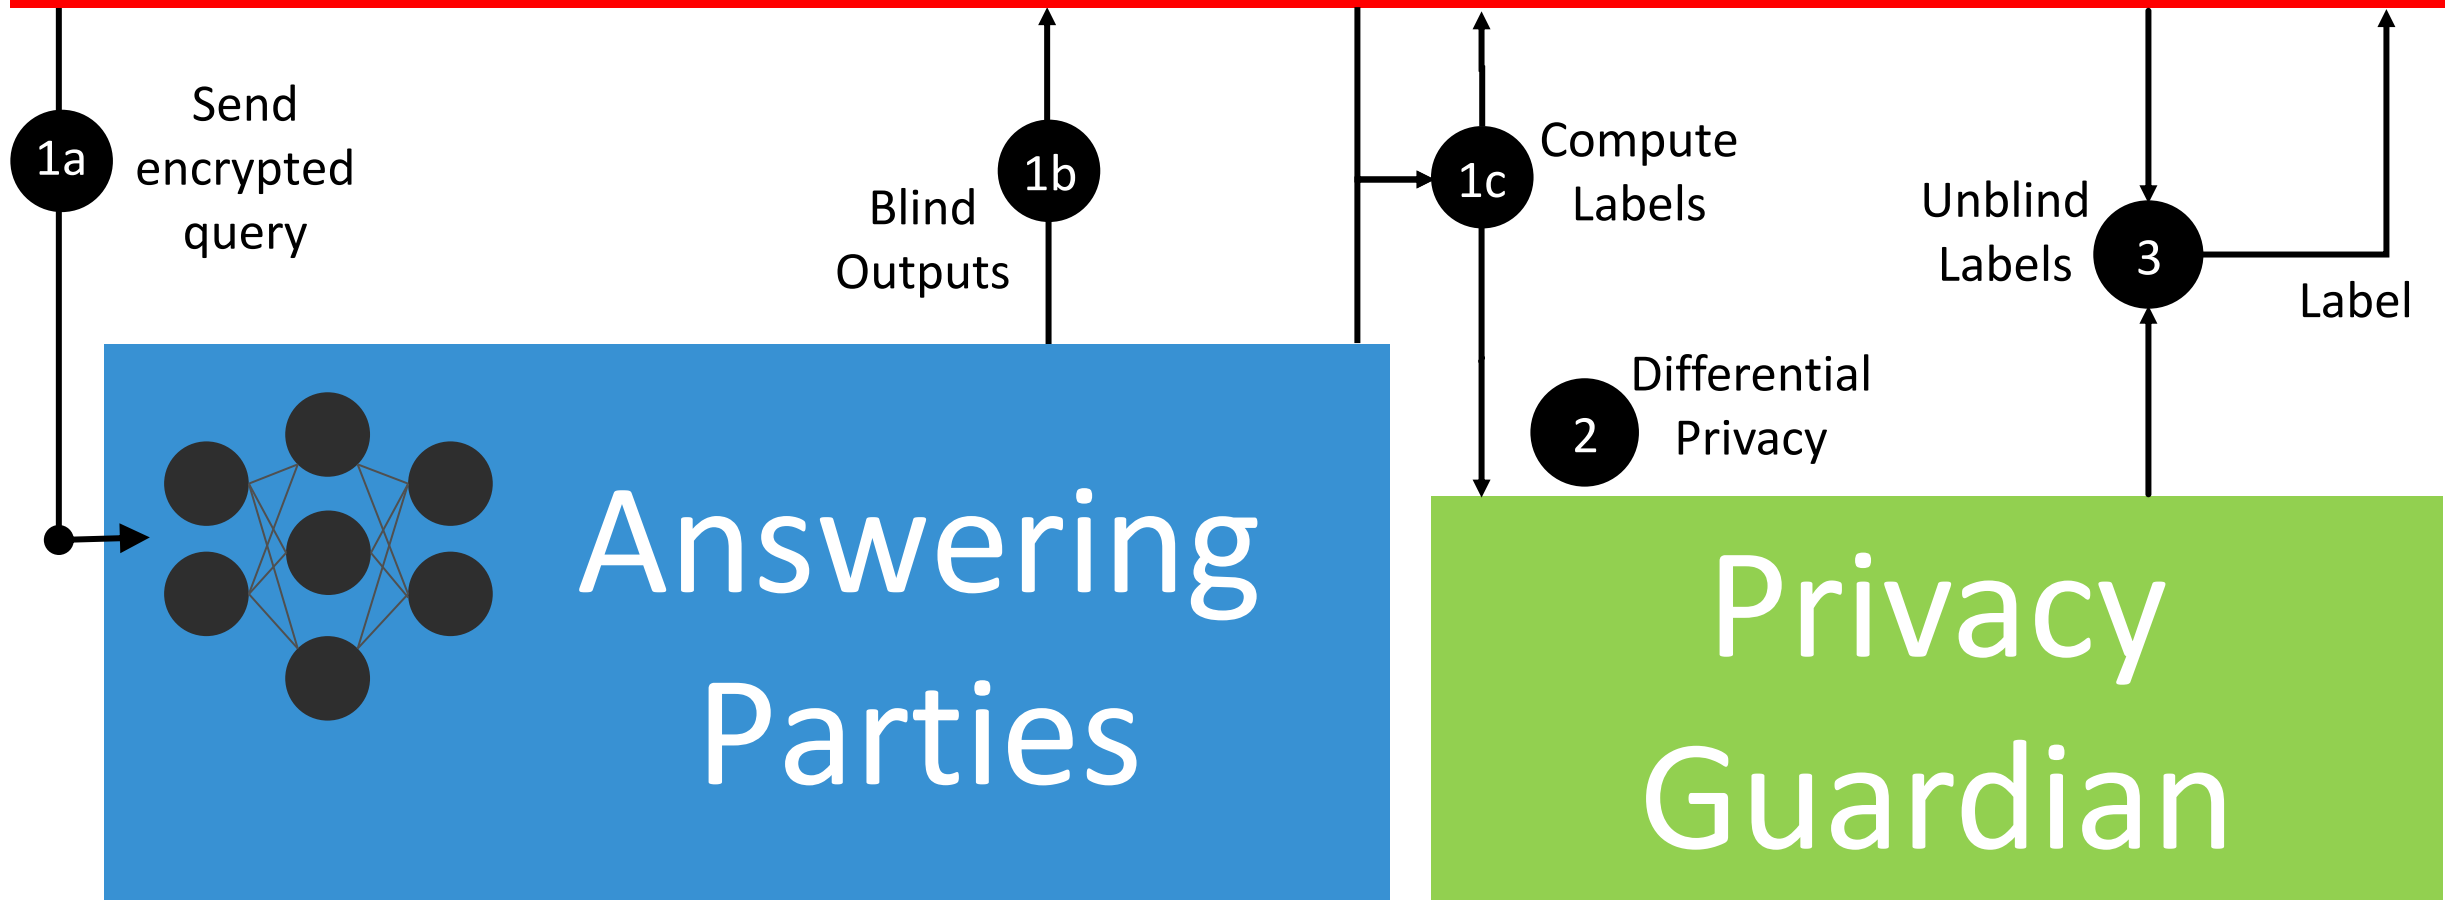 1a
Send
encrypted
query
1b
Blind
Outputs
1c
Compute
Labels
2
Differential
Privacy
Unblind
Labels
3
Label
Answering
Parties
Privacy
Guardian